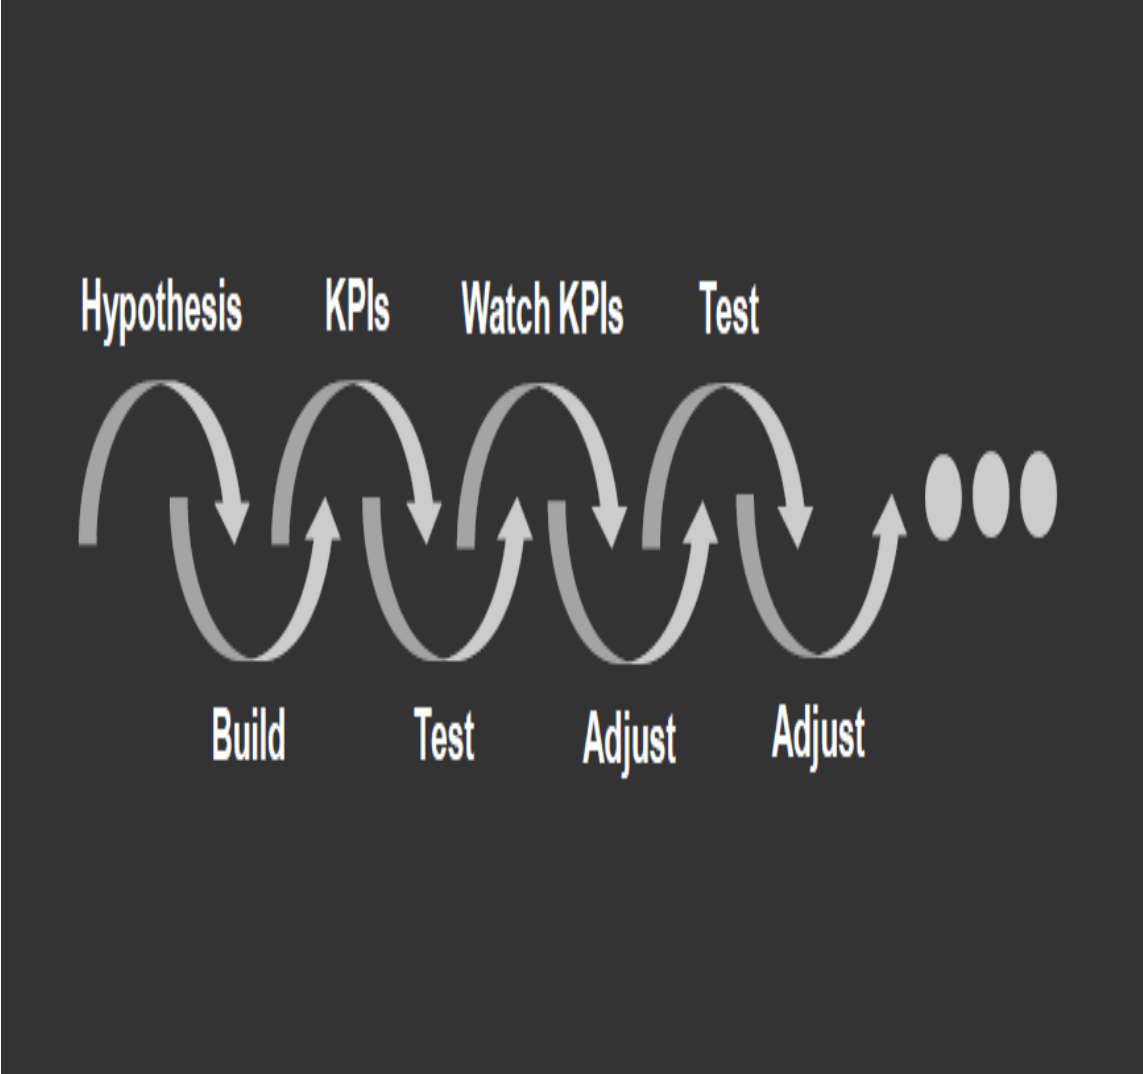 Hypothesis
KPIs
Watch KPIs
Test
Build
Test
Adjust
Adjust